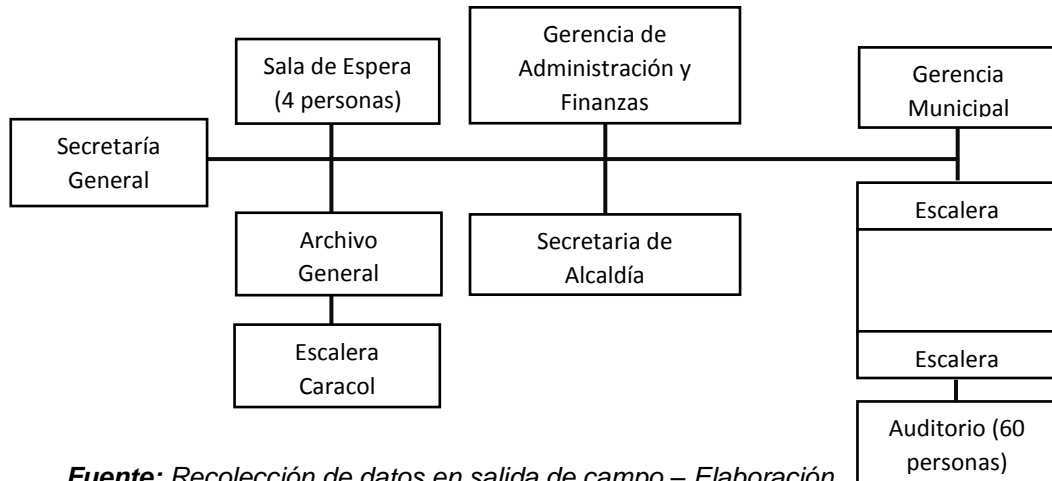 Sala de Espera
(4 personas)
Gerencia de
Administración y
Finanzas
Gerencia
Municipal
Secretaría
General
Archivo
General
Secretaria de
Alcaldía
Escalera
Escalera
Caracol
Escalera
Auditorio (60
personas)
Fuente: Recolección de datos en salida de campo – Elaboración